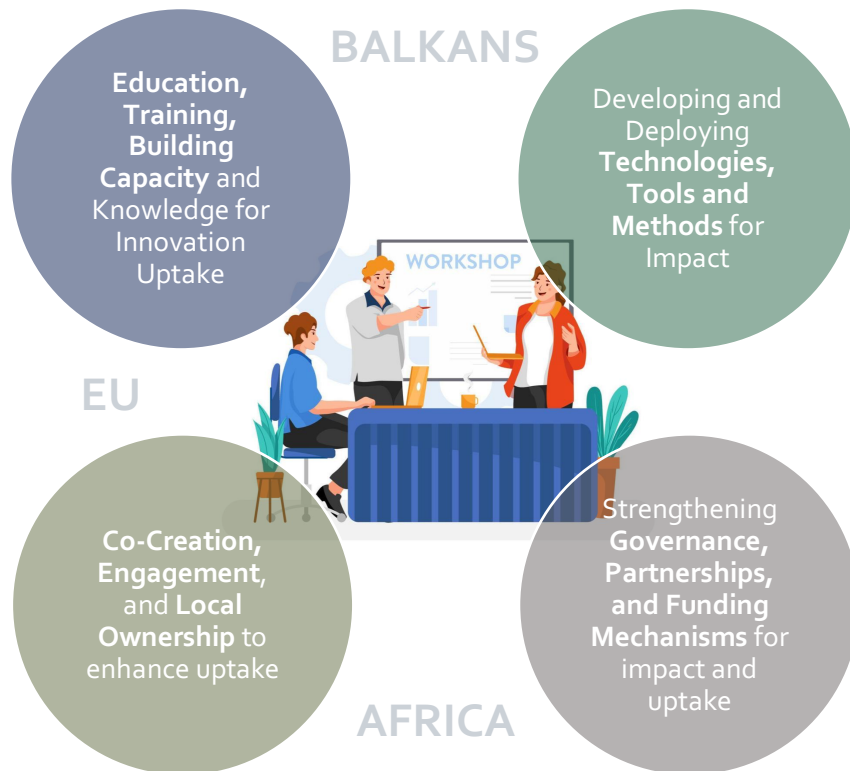 BALKANS
Education,
Training,
Building
Capacity and
Knowledge for
Innovation
Uptake
Developing and
Deploying
Technologies,
Tools and
Methods for
Impact
WORKSHOP
EU
Co-Creation,
Engagement,
and Local
Ownership to
enhance uptake
Strengthening
Governance,
Partnerships,
and Funding
Mechanisms for
impact and
uptake
AFRICA